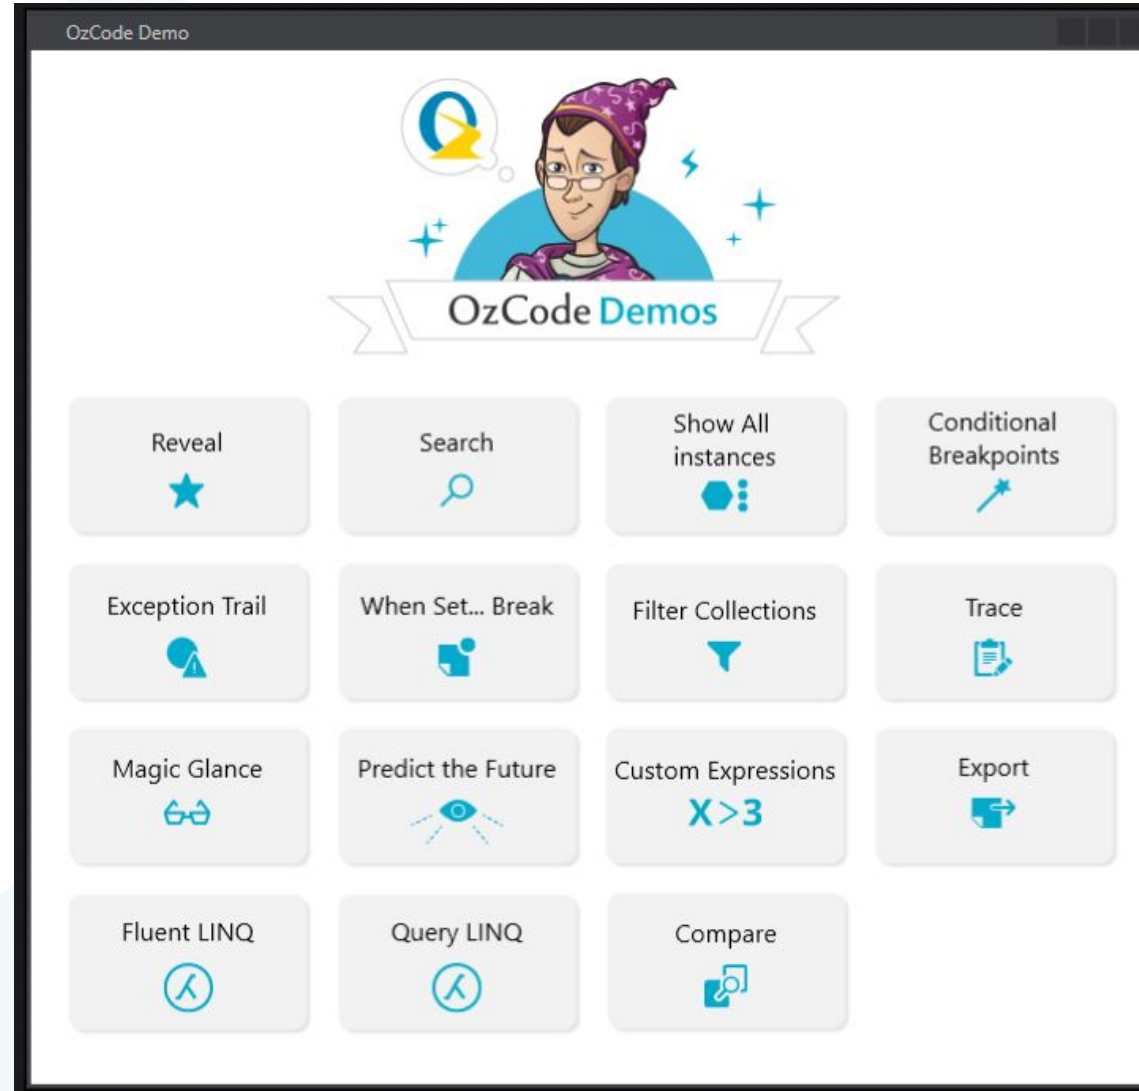 OzCode Demo
OzCode Demos
Reveal
Search
Show All
instances
Conditional
Breakpoints
Exception Trail
When Set... Break
Filter Collections
Trace
Magic Glance
Predict the Future
Custom Expressions
X>3
Export
Fluent LINQ
Query LINQ
Compare